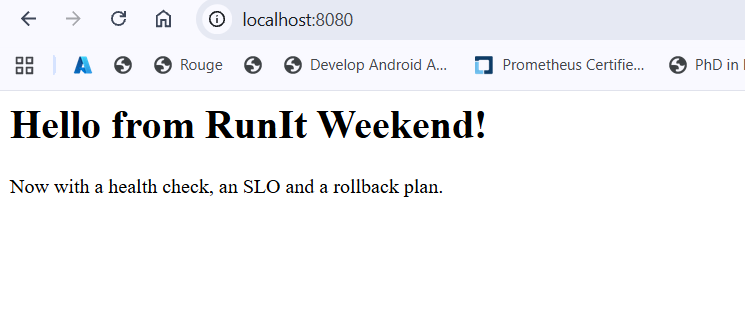 localhost:8080
Rouge Develop Android A... Prometheus Certifie... PhD in
Hello from RunIt Weekend!
Now with a health check, an SLO and a rollback plan.